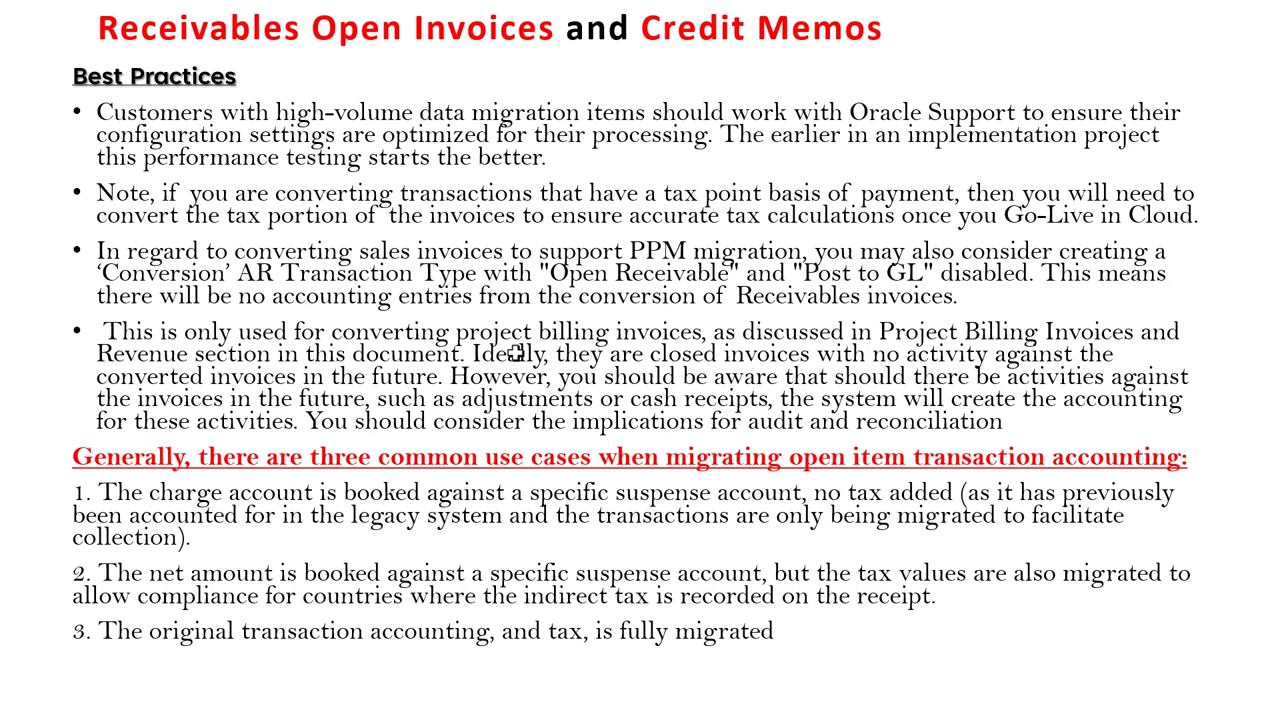 Receivables Open Invoices and Credit Memos
Best Practices
• Customers with high-volume data migration items should work with Oracle Support to ensure their
configuration settings are optimized for their processing. The earlier in an implementation project
this performance testing starts the better.
• Note, if you are converting transactions that have a tax point basis of payment, then you will need to
convert the tax portion of the invoices to ensure accurate tax calculations once you Go-Live in Cloud.
• In regard to converting sales invoices to support PPM migration, you may also consider creating a
‘Conversion’ AR Transaction Type with "Open Receivable" and "Post to GL" disabled. This means
there will be no accounting entries from the conversion of Receivables invoices.
• This is only used for converting project billing invoices, as discussed in Project Billing Invoices and
Revenue section in this document. Ideally, they are closed invoices with no activity against the
converted invoices in the future. However, you should be aware that should there be activities against
the invoices in the future, such as adjustments or cash receipts, the system will create the accounting
for these activities. You should consider the implications for audit and reconciliation
Generally, there are three common use cases when migrating open item transaction accounting:
1. The charge account is booked against a specific suspense account, no tax added (as it has previously
been accounted for in the legacy system and the transactions are only being migrated to facilitate
collection).
2. The net amount is booked against a specific suspense account, but the tax values are also migrated to
allow compliance for countries where the indirect tax is recorded on the receipt.
3. The original transaction accounting, and tax, is fully migrated